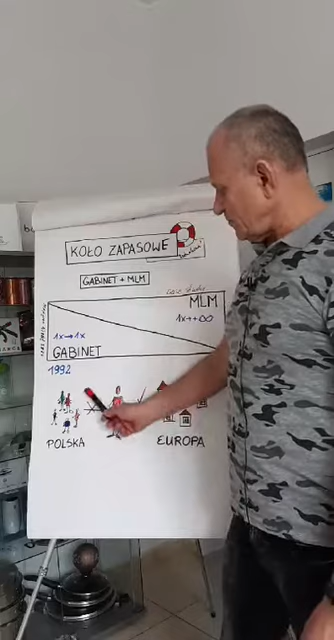 KOŁO ZAPASOWE
GABINET + MLM
MLM
1x→+∞
1x→1x
GABINET
1992
POLSKA
EUROPA